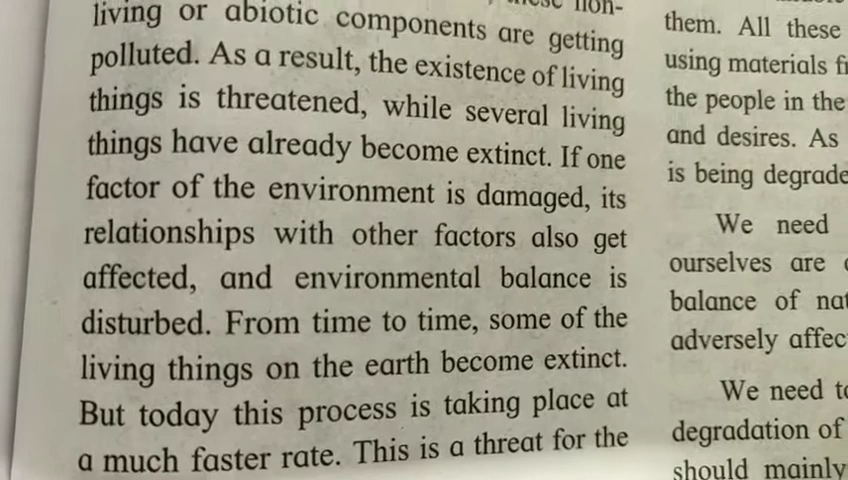 these non-
living or abiotic components are getting
polluted. As a result, the existence of living
things is threatened, while several living
things have already become extinct. If one
factor of the environment is damaged, its
relationships with other factors also get
affected, and environmental balance is
disturbed. From time to time, some of the
living things on the earth become extinct.
But today this process is taking place at
a much faster rate. This is a threat for the
them. All these
using materials
the people in the
and desires. As
is being
We need
ourselves are
balance of
adversely
We need
degradation of
should mainly